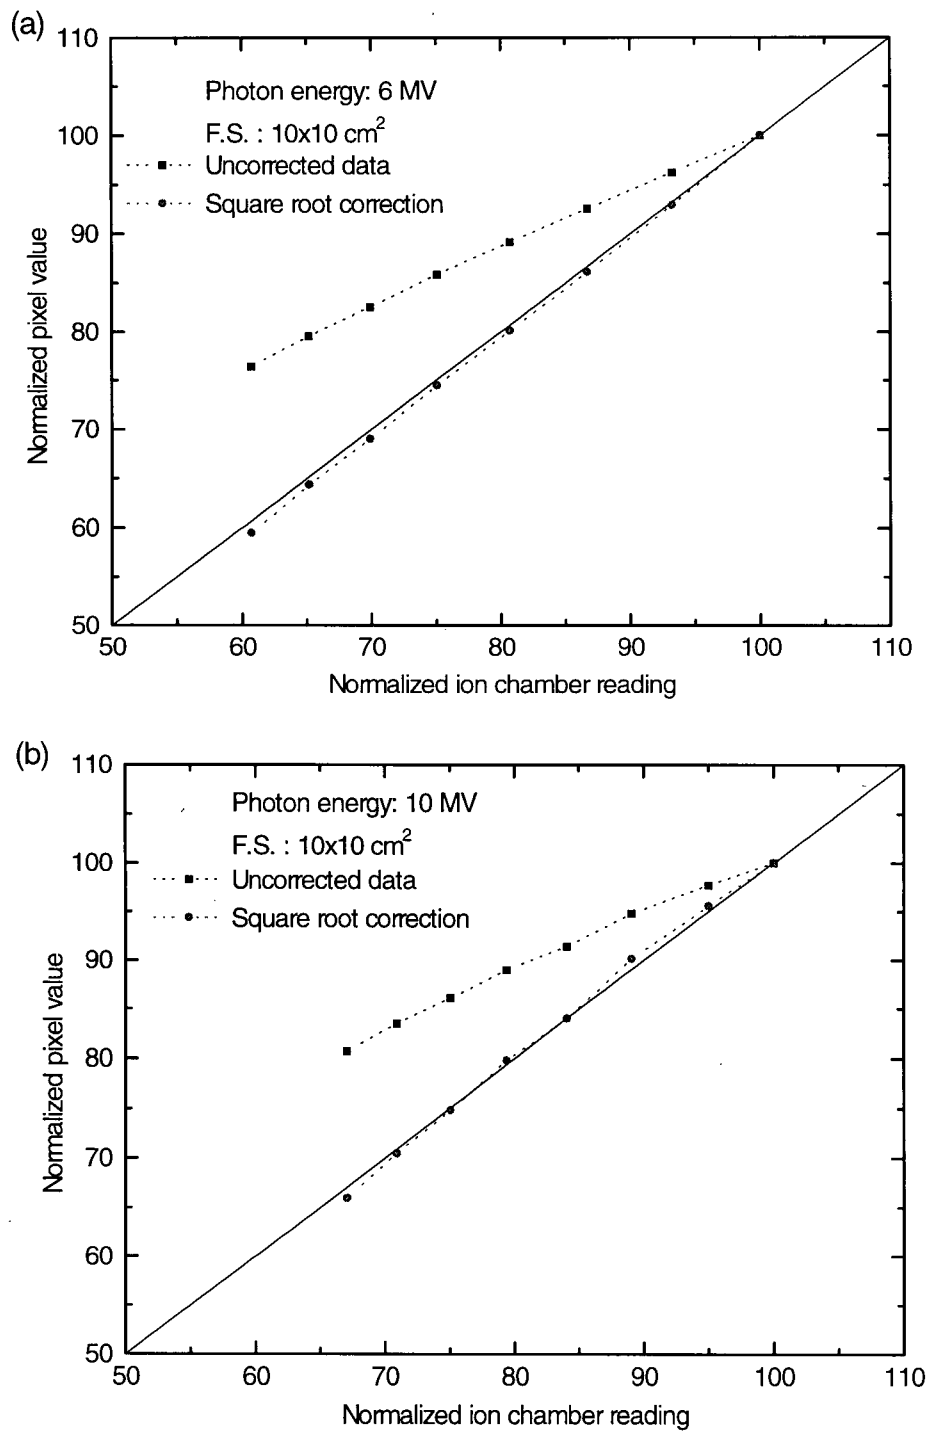 (a)
110
Photon energy: 6 MV
F.S. : 10x10 cm²
100
Uncorrected data
Square root correction
90
80
70
60
50
Normalized pixel value
50 60 70 80 90 100 110
Normalized ion chamber reading
(b)
110
Photon energy: 10 MV
F.S. : 10x10 cm²
100
Uncorrected data
Square root correction
90
80
70
60
50
Normalized pixel value
50 60 70 80 90 100 110
Normalized ion chamber reading